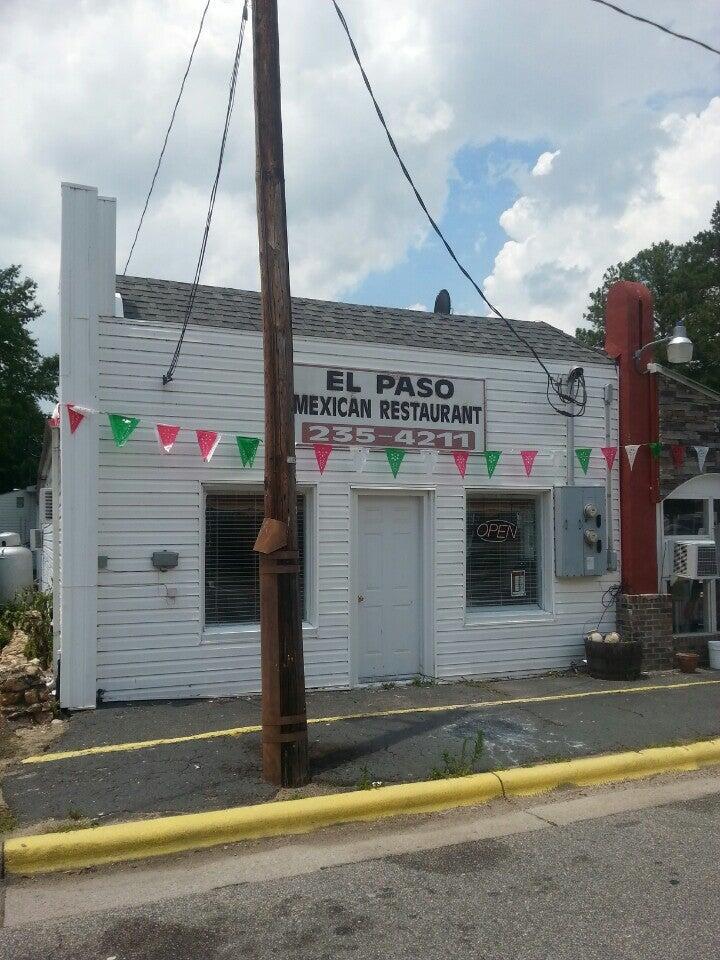 EL PASO
MEXICAN RESTAURANT
235-4211
OPEN